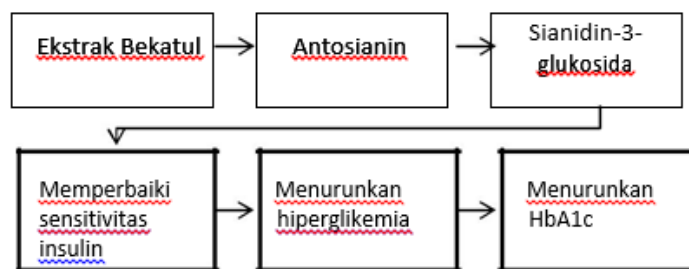 Ekstrak Bekatul
Antosianin
Sianidin-3-
glukosida
Memperbaiki
sensitivitas
insulin
Menurunkan
hiperglikemia
Menurunkan
HbA1c